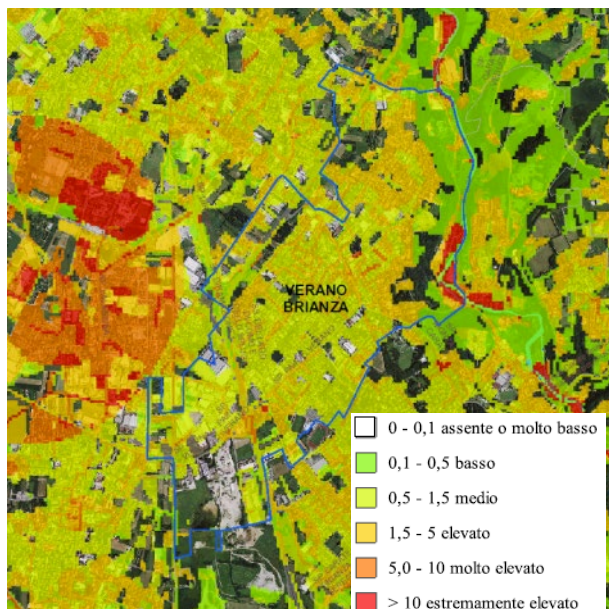 VERANO
BRIANZA
0 - 0,1 assente o molto basso
0,1 - 0,5 basso
0,5 - 1,5 medio
1,5 - 5 elevato
5,0 - 10 molto elevato
> 10 estremamente elevato